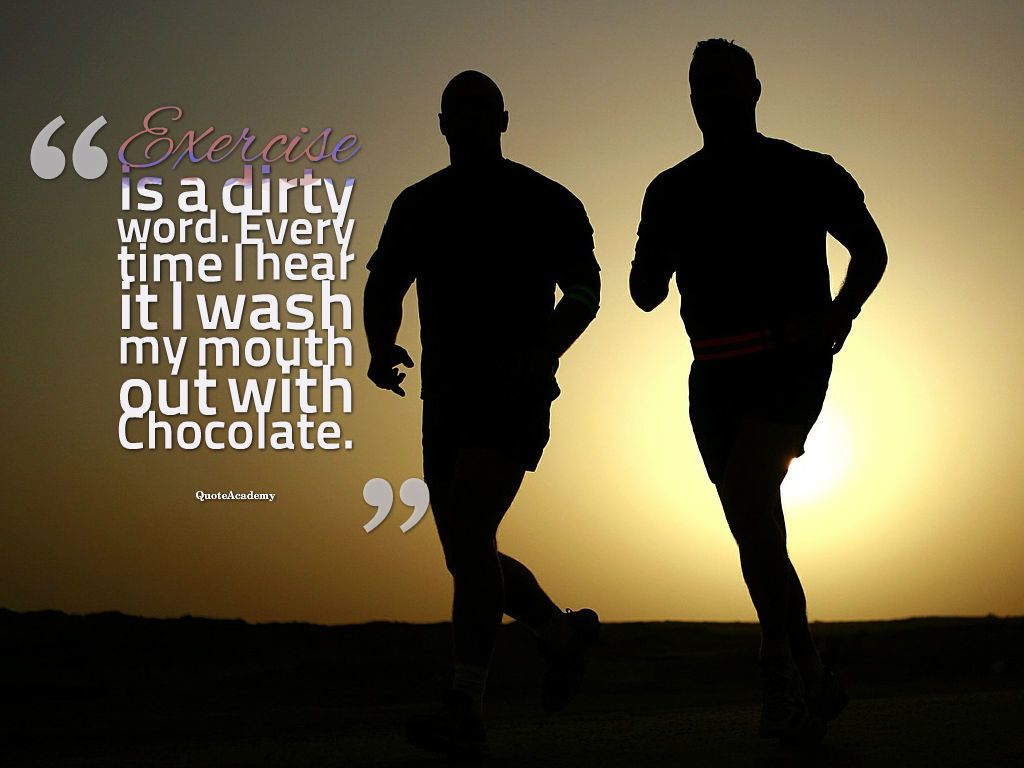 “Exercise
is a dirty
word. Every
time I hear
it I wash
my mouth
out with
Chocolate.
”
QuoteAcademy